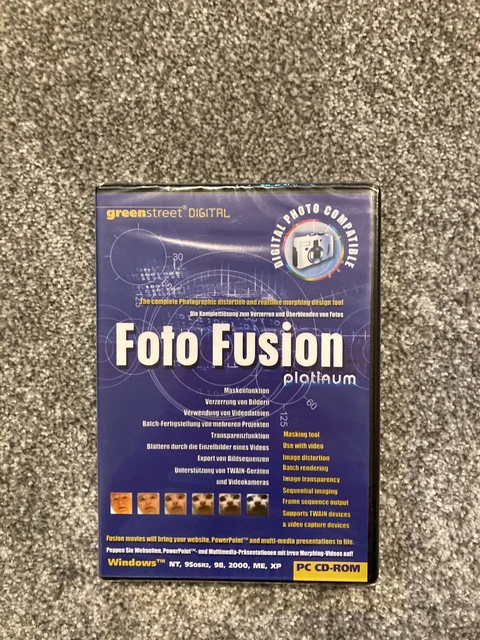 greenstreet® DIGITAL
DIGITAL PHOTO COMPATIBLE
30
The complete Photographic distortion and realtime morphing design tool
Die Komplettlösung zum Verzerren und Überblenden von Fotos
Foto Fusion
platinum
60
125
Maskenfunktion
Verzerrung von Bildern
Verwendung von Videodateien
Batch-Fertigstellung von mehreren Projekten
Transparenzfunktion
Blättern durch die Einzelbilder eines Videos
Export von Bildsequenzen
Unterstützung von TWAIN-Geräten
und Videokameras
Masking tool
Use with video
Image distortion
Batch rendering
Image transparency
Sequential imaging
Frame sequence output
Supports TWAIN devices
& video capture devices
Fusion movies will bring your website, PowerPoint™ and multi-media presentations to life.
Peppen Sie Webseiten, PowerPoint™- und Multimedia-Präsentationen mit irren Morphing-Videos auf!
Windows™ NT, 95OSR2, 98, 2000, ME, XP
PC CD-ROM